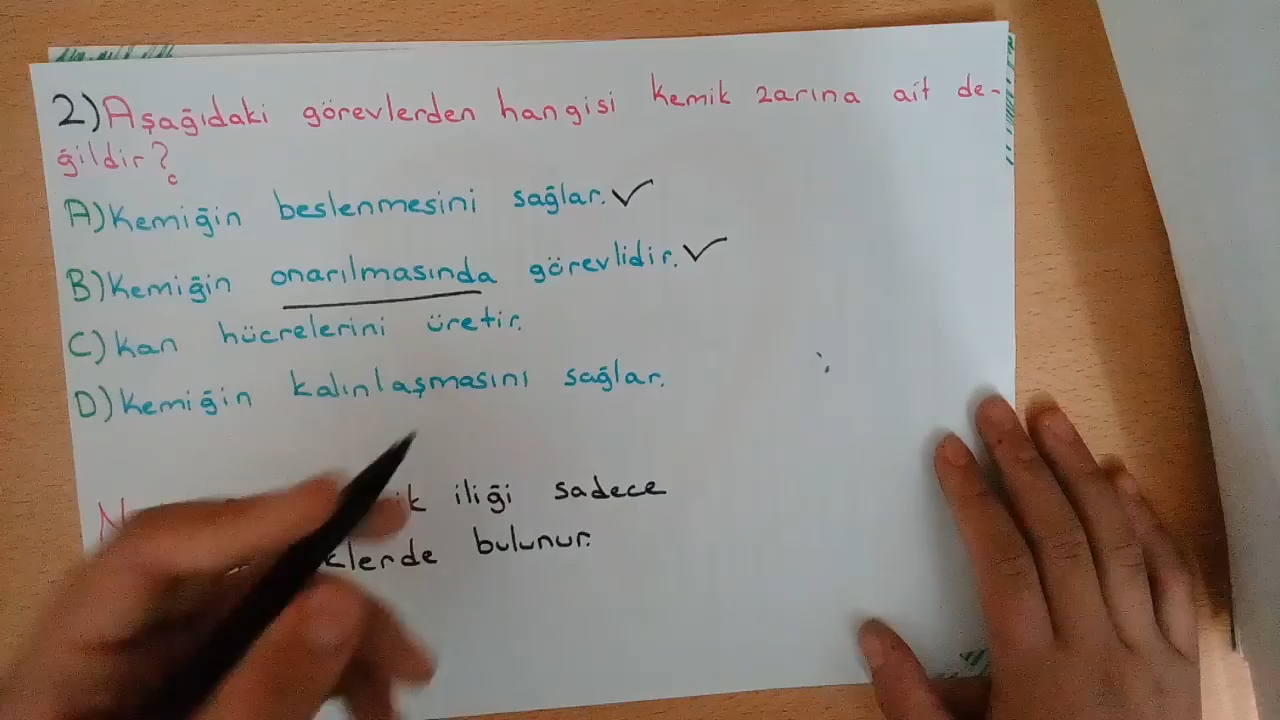 2) Aşağıdaki görevlerden hangisi kemik zarına ait de-
ğildir?
c
A) Kemiğin beslenmesini sağlar. ✓
B) Kemiğin onarılmasında görevlidir. ✓
C) Kan hücrelerini üretir.
D) Kemiğin kalınlaşmasını sağlar.
iliği sadece
bulunur.